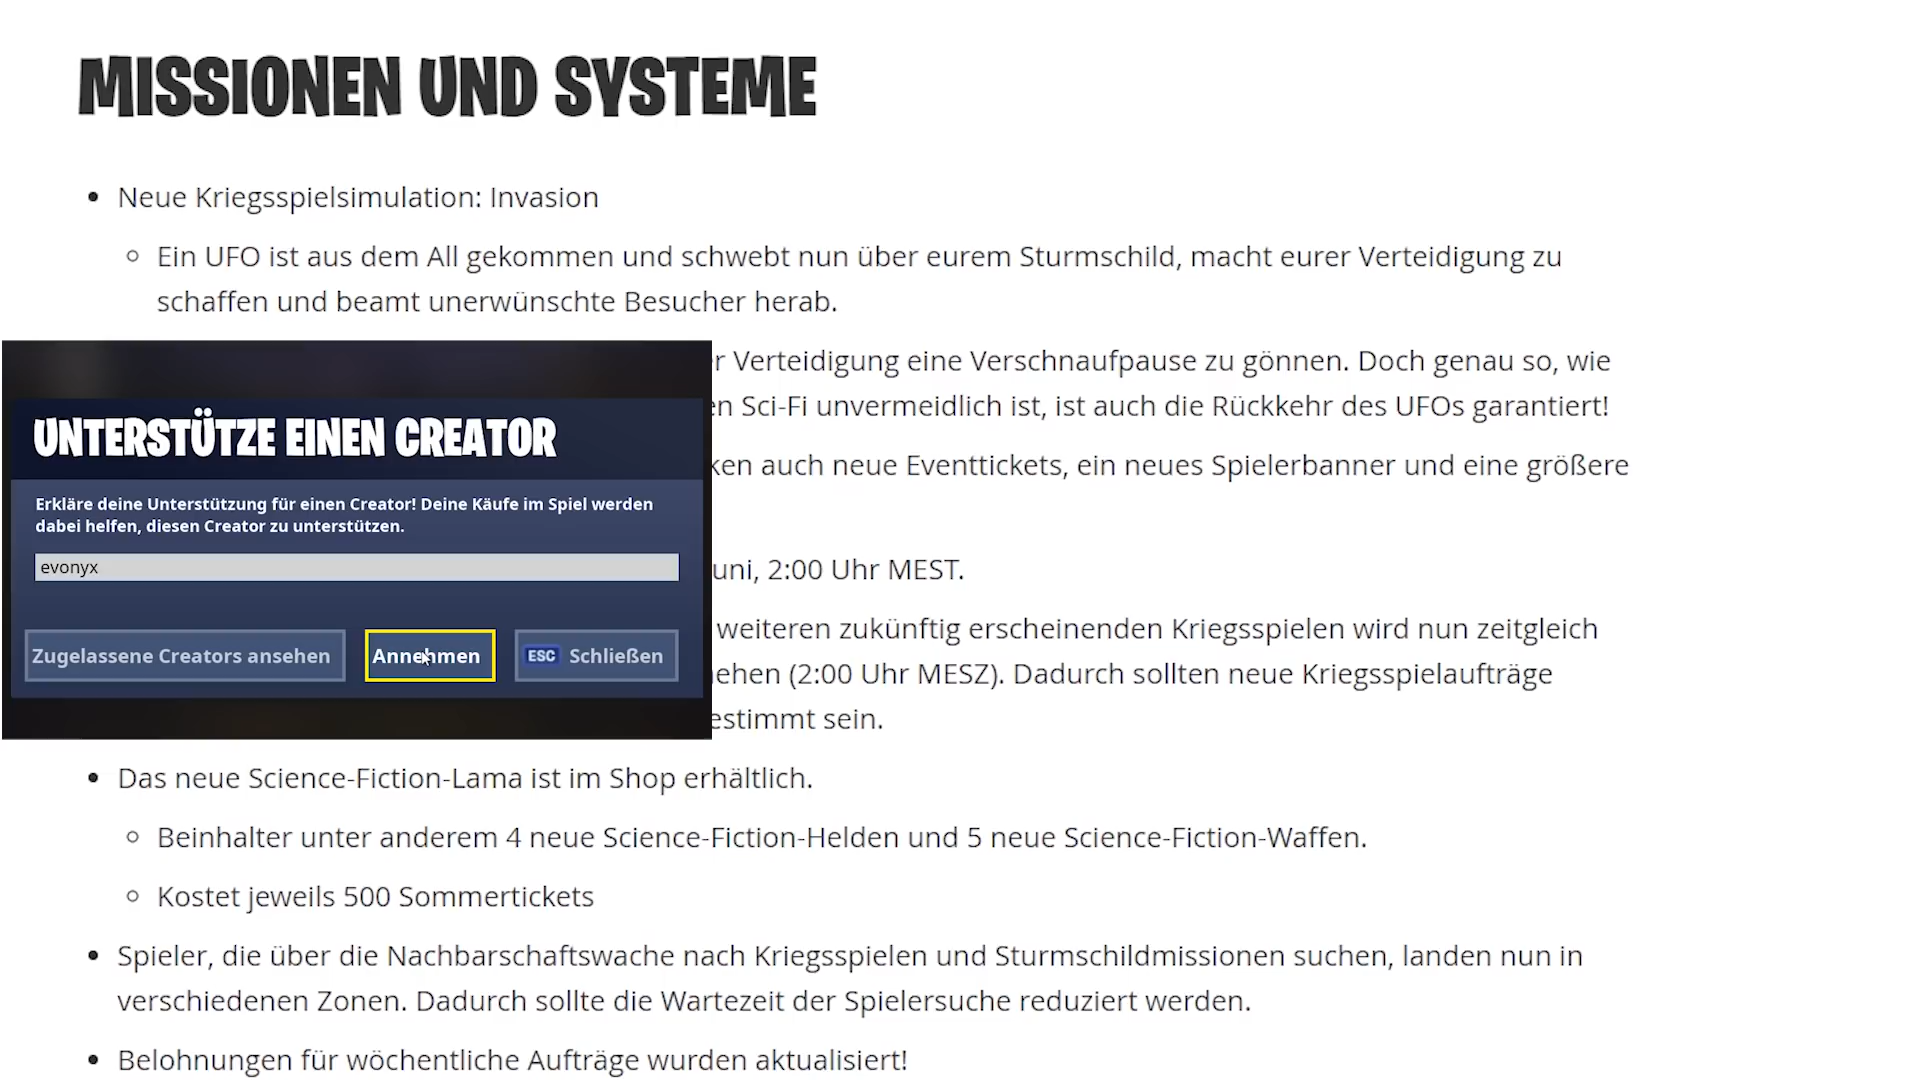 MISSIONEN UND SYSTEME
Neue Kriegsspielsimulation: Invasion
Ein UFO ist aus dem All gekommen und schwebt nun über eurem Sturmschild, macht eurer Verteidigung zu
schaffen und beamt unerwünschte Besucher herab.
Verteidigung eine Verschnaufpause zu gönnen. Doch genau so, wie
Sci-Fi unvermeidlich ist, ist auch die Rückkehr des UFOs garantiert!
auch neue Eventtickets, ein neues Spielerbanner und eine größere
uni, 2:00 Uhr MEST.
weiteren zukünftig erscheinenden Kriegsspielen wird nun zeitgleich
ehen (2:00 Uhr MESZ). Dadurch sollten neue Kriegsspielaufträge
estimmt sein.
UNTERSTÜTZE EINEN CREATOR
Erkläre deine Unterstützung für einen Creator! Deine Käufe im Spiel werden
dabei helfen, diesen Creator zu unterstützen.
evonyx
Zugelassene Creators ansehen Annehmen ESC Schließen
Das neue Science-Fiction-Lama ist im Shop erhältlich.
Beinhalter unter anderem 4 neue Science-Fiction-Helden und 5 neue Science-Fiction-Waffen.
Kostet jeweils 500 Sommertickets
Spieler, die über die Nachbarschaftswache nach Kriegsspielen und Sturmschildmissionen suchen, landen nun in
verschiedenen Zonen. Dadurch sollte die Wartezeit der Spielersuche reduziert werden.
Belohnungen für wöchentliche Aufträge wurden aktualisiert!